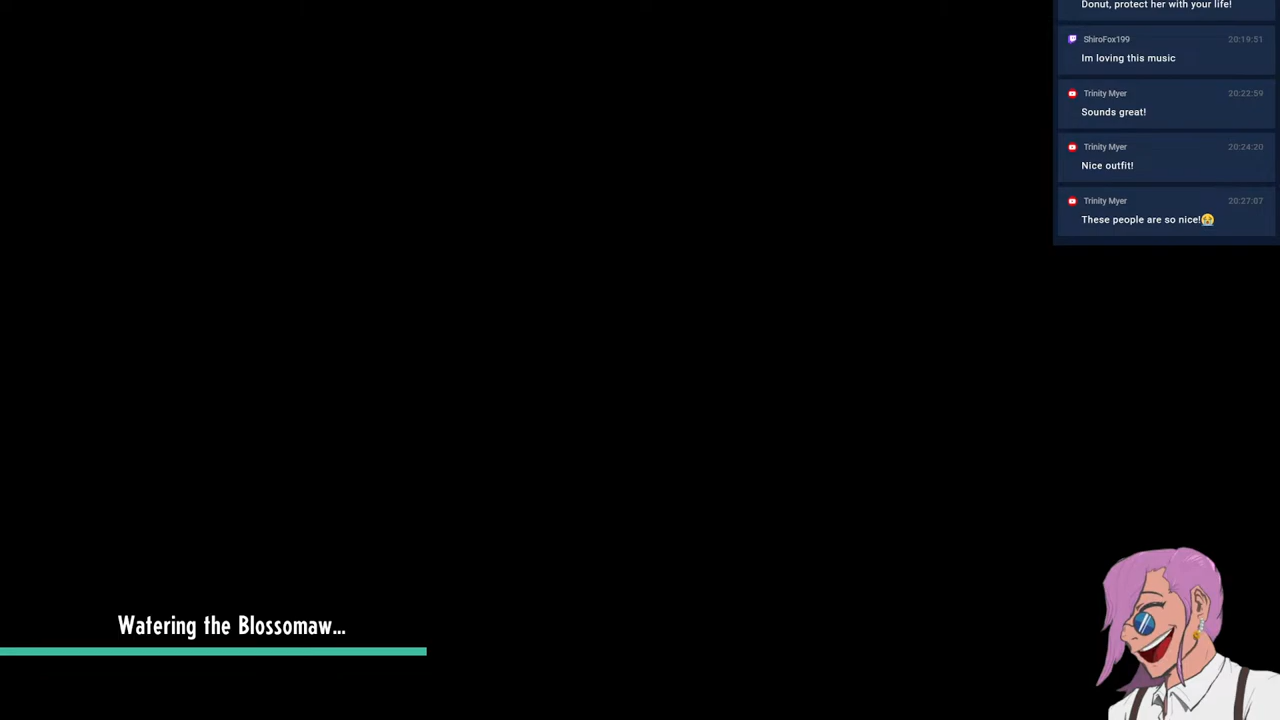 Donut, protect her with your life!
ShiroFox199 20:19:51
Im loving this music
Trinity Myer 20:22:59
Sounds great!
Trinity Myer 20:24:20
Nice outfit!
Trinity Myer 20:27:07
These people are so nice!😭
Watering the Blossomaw...